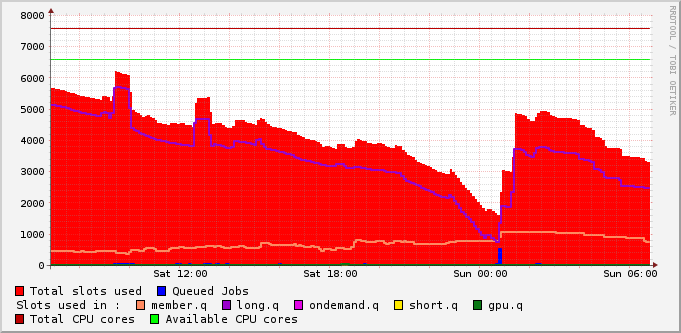 8000
7000
6000
5000
4000
3000
2000
1000
0
Sat 12:00 Sat 18:00 Sun 00:00 Sun 06:00
RRDTOOL / TOBI OETIKER
Total slots used Queued Jobs
Slots used in : member.q long.q ondemand.q short.q gpu.q
Total CPU cores Available CPU cores